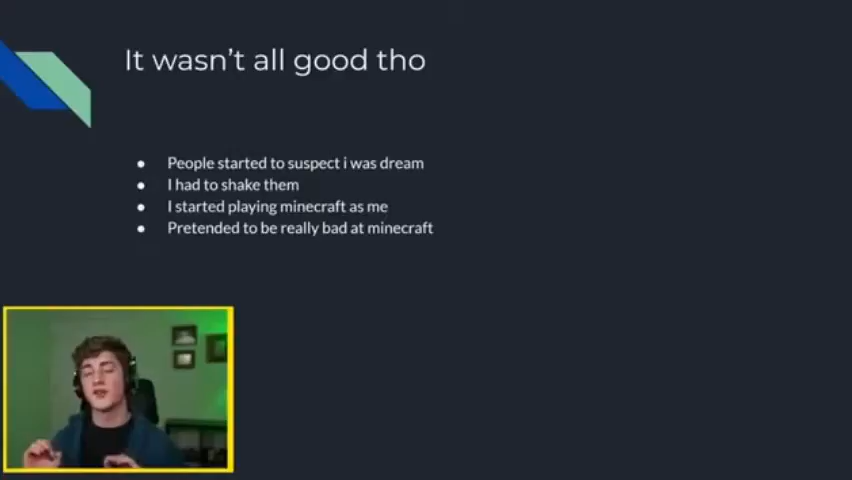 It wasn't all good tho
● People started to suspect i was dream
● I had to shake them
● I started playing minecraft as me
● Pretended to be really bad at minecraft